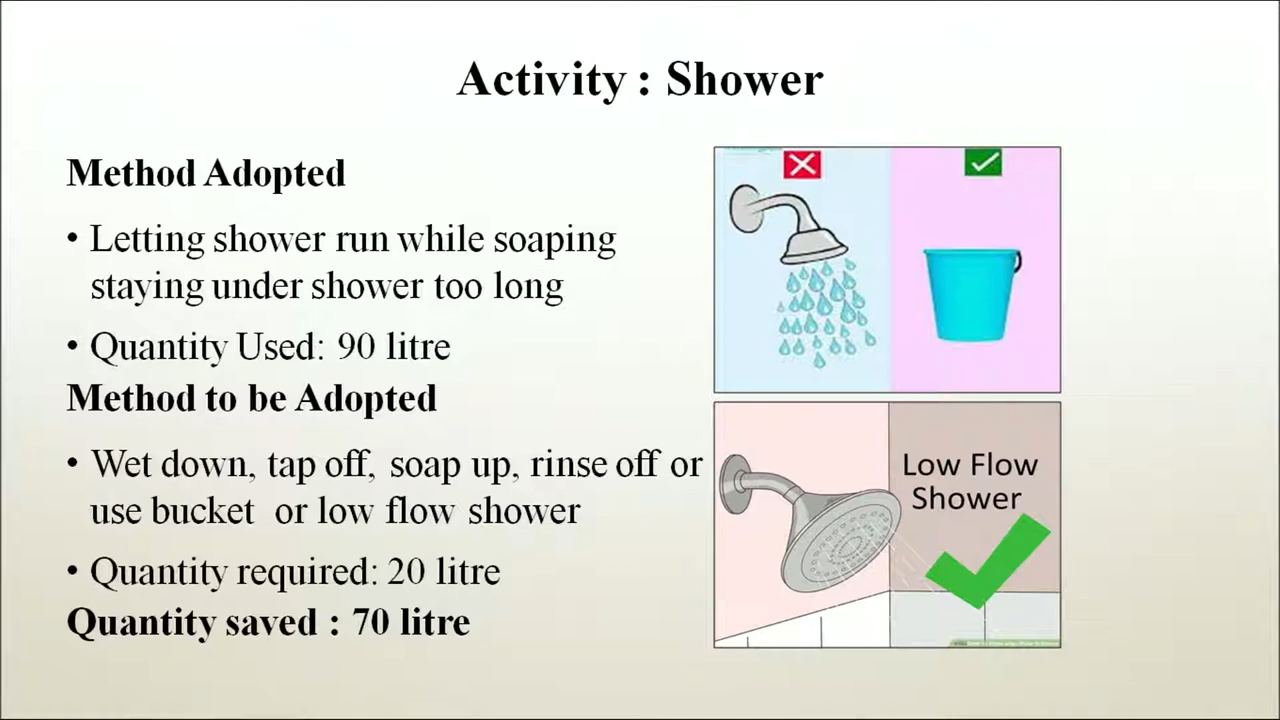 Activity : Shower
Method Adopted
• Letting shower run while soaping
staying under shower too long
• Quantity Used: 90 litre
Method to be Adopted
• Wet down, tap off, soap up, rinse off or
use bucket or low flow shower
• Quantity required: 20 litre
Quantity saved : 70 litre
Low Flow
Shower